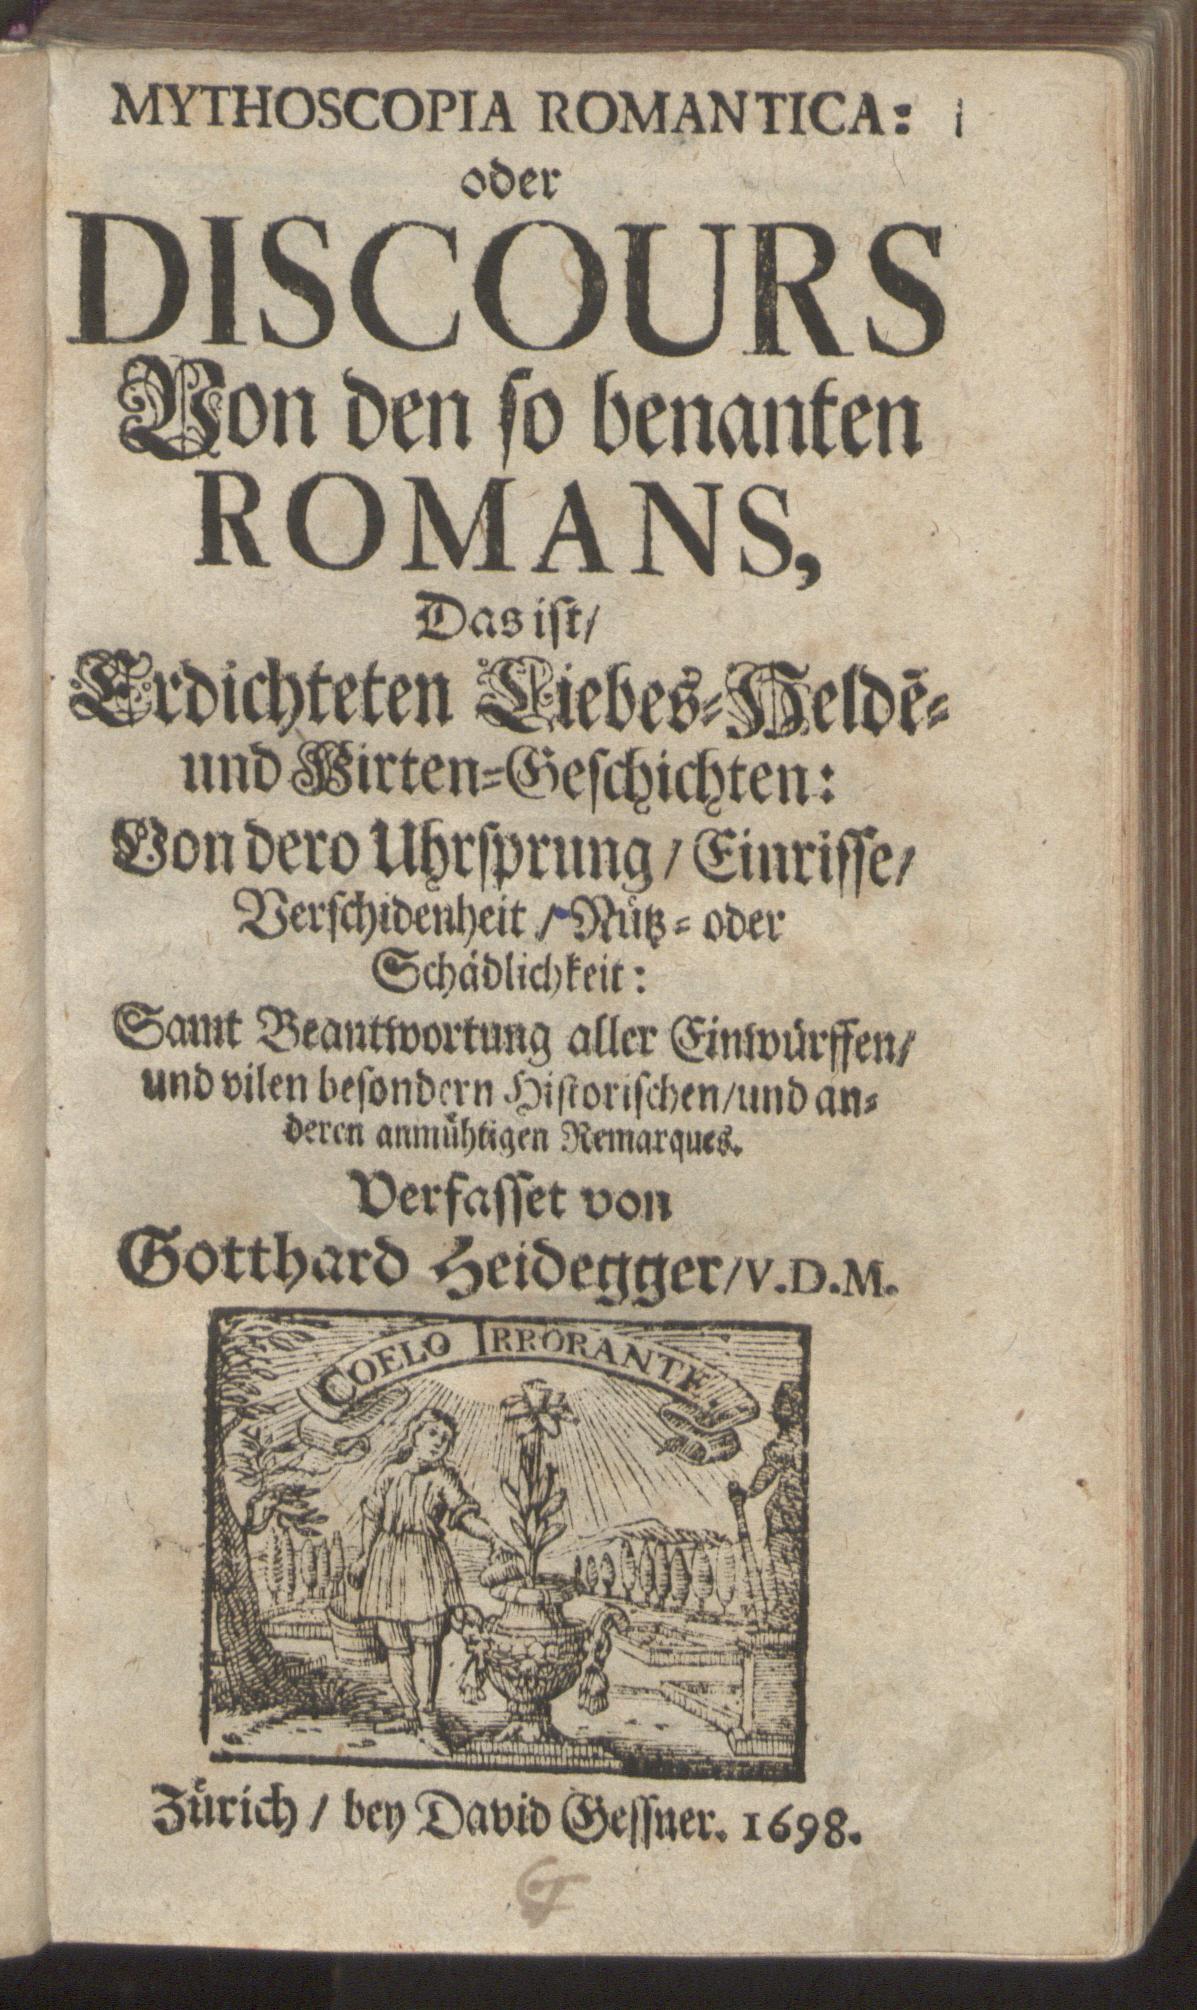 MYTHOSCOPIA ROMANTICA:
oder
DISCOURS
Von den so benanten
ROMANS,
Das ist/
Erdichteten Liebes-Heldē-
und Hirten-Geschichten:
Von dero Uhrsprung/ Einrisse/
Verschidenheit/ Nütz- oder
Schädlichkeit:
Samt Beantwortung aller Einwürffen/
und vilen besondern Historischen/ und an-
deren anmühtigen Remarques.
Verfasset von
Gotthard Heidegger/ V.D.M.
COELO IRRORANTE
Zürich / bey David Gessner. 1698.